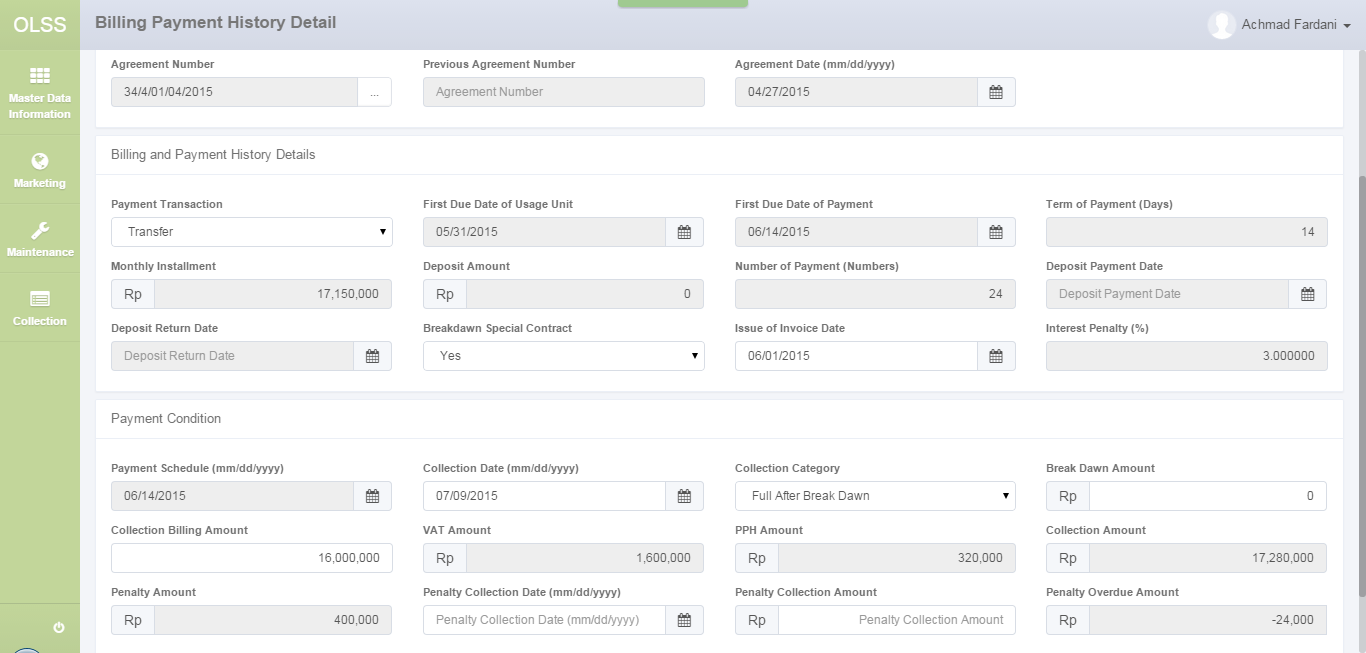 OLSS
Billing Payment History Detail
Achmad Fardani
Master Data
Information
Marketing
Maintenance
Collection
Agreement Number Previous Agreement Number Agreement Date (mm/dd/yyyy)
34/4/01/04/2015 ... Agreement Number 04/27/2015
Billing and Payment History Details
Payment Transaction First Due Date of Usage Unit First Due Date of Payment Term of Payment (Days)
Transfer 05/31/2015 06/14/2015 14
Monthly Installment Deposit Amount Number of Payment (Numbers) Deposit Payment Date
Rp 17,150,000 Rp 0 24 Deposit Payment Date
Deposit Return Date Breakdown Special Contract Issue of Invoice Date Interest Penalty (%)
Deposit Return Date Yes 06/01/2015 3.000000
Payment Condition
Payment Schedule (mm/dd/yyyy) Collection Date (mm/dd/yyyy) Collection Category Break Dawn Amount
06/14/2015 07/09/2015 Full After Break Dawn Rp 0
Collection Billing Amount VAT Amount PPH Amount Collection Amount
16,000,000 Rp 1,600,000 Rp 320,000 Rp 17,280,000
Penalty Amount Penalty Collection Date (mm/dd/yyyy) Penalty Collection Amount Penalty Overdue Amount
Rp 400,000 Penalty Collection Date (mm/dd/yyyy) Rp Penalty Collection Amount Rp -24,000